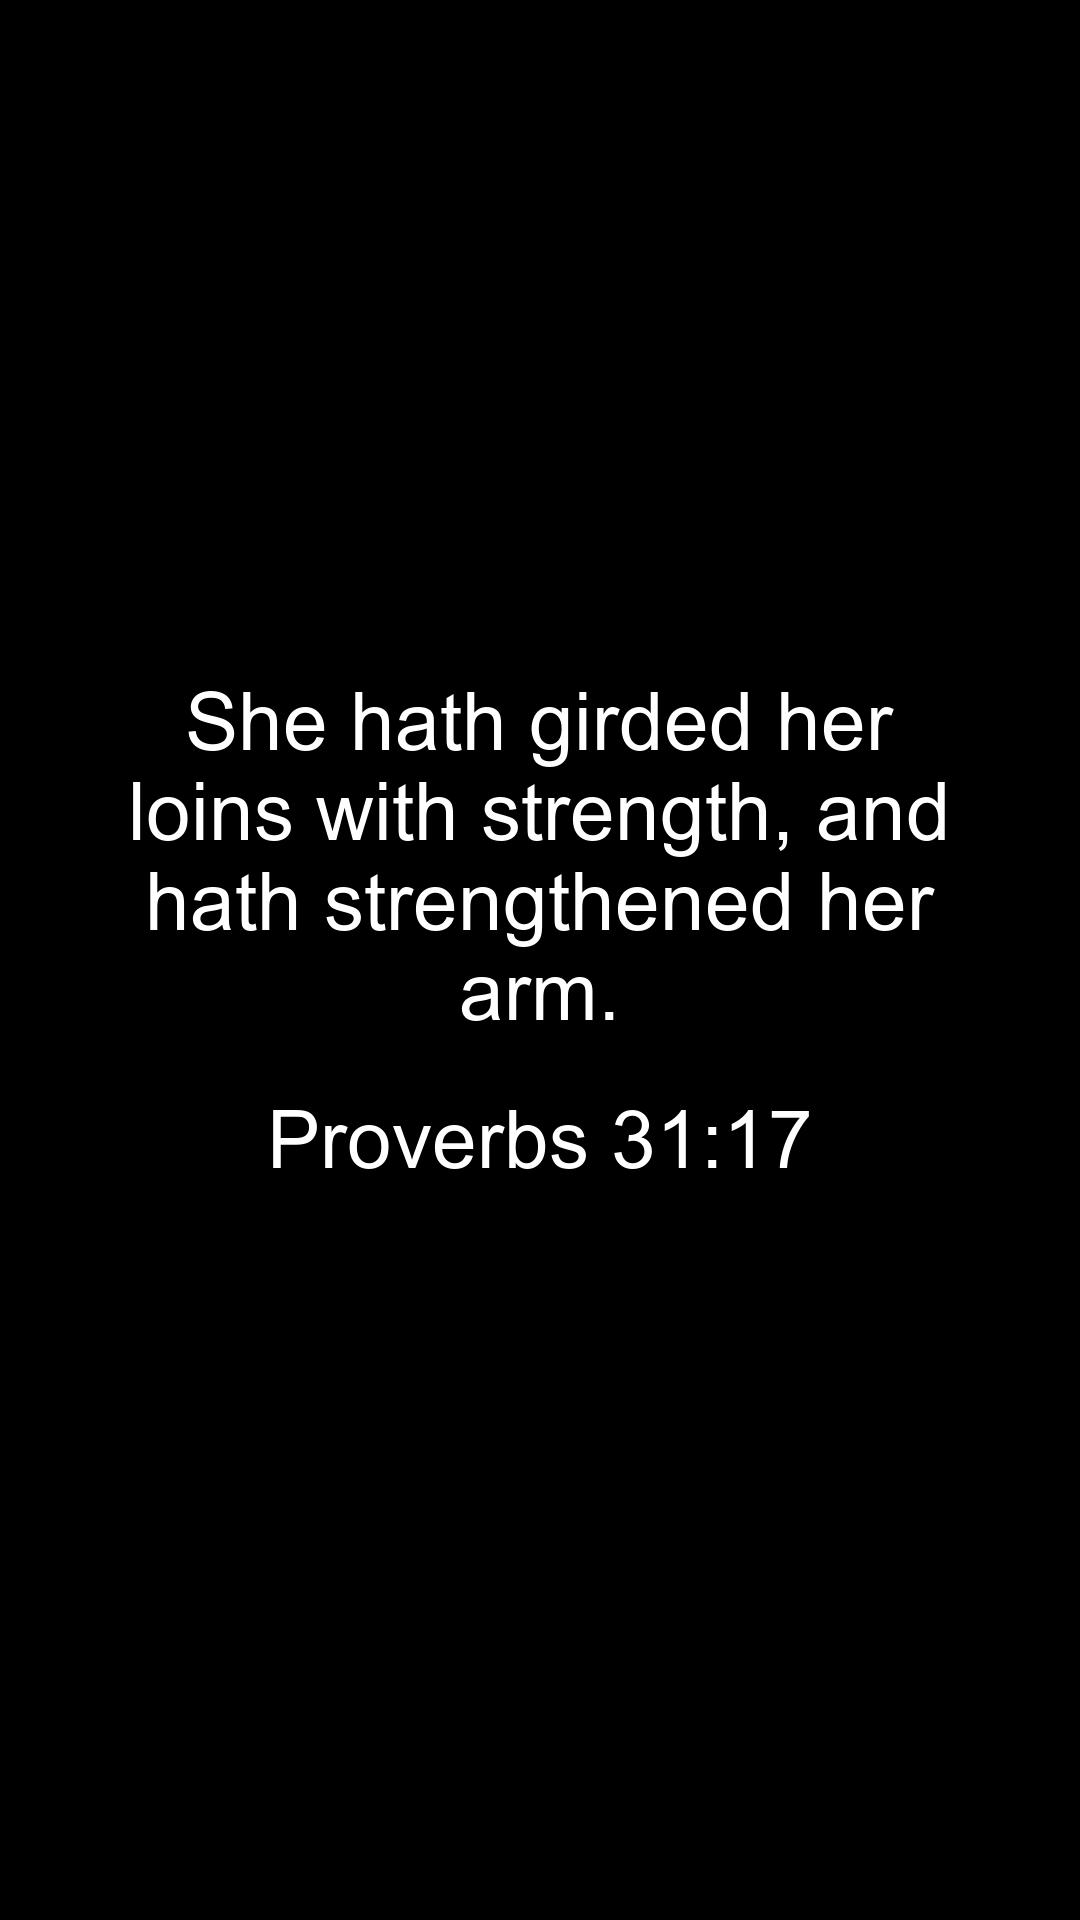 She hath girded her
loins with strength, and
hath strengthened her
arm.
Proverbs 31:17